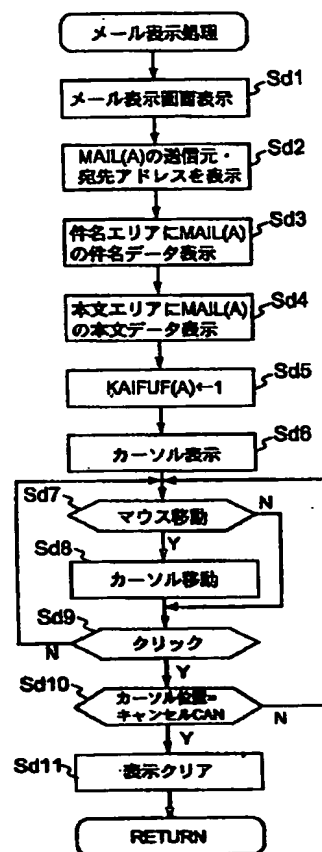 メール表示処理
Sd1
メール表示画面表示
Sd2
MAIL(A)の送信元・
宛先アドレスを表示
Sd3
件名エリアにMAIL(A)
の件名データ表示
Sd4
本文エリアにMAIL(A)
の本文データ表示
Sd5
KAIFUF(A)←1
Sd6
カーソル表示
Sd7
マウス移動
N
Y
Sd8
カーソル移動
Sd9
クリック
N
Y
Sd10
カーソル位置=
キャンセルCAN
N
Y
Sd11
表示クリア
RETURN